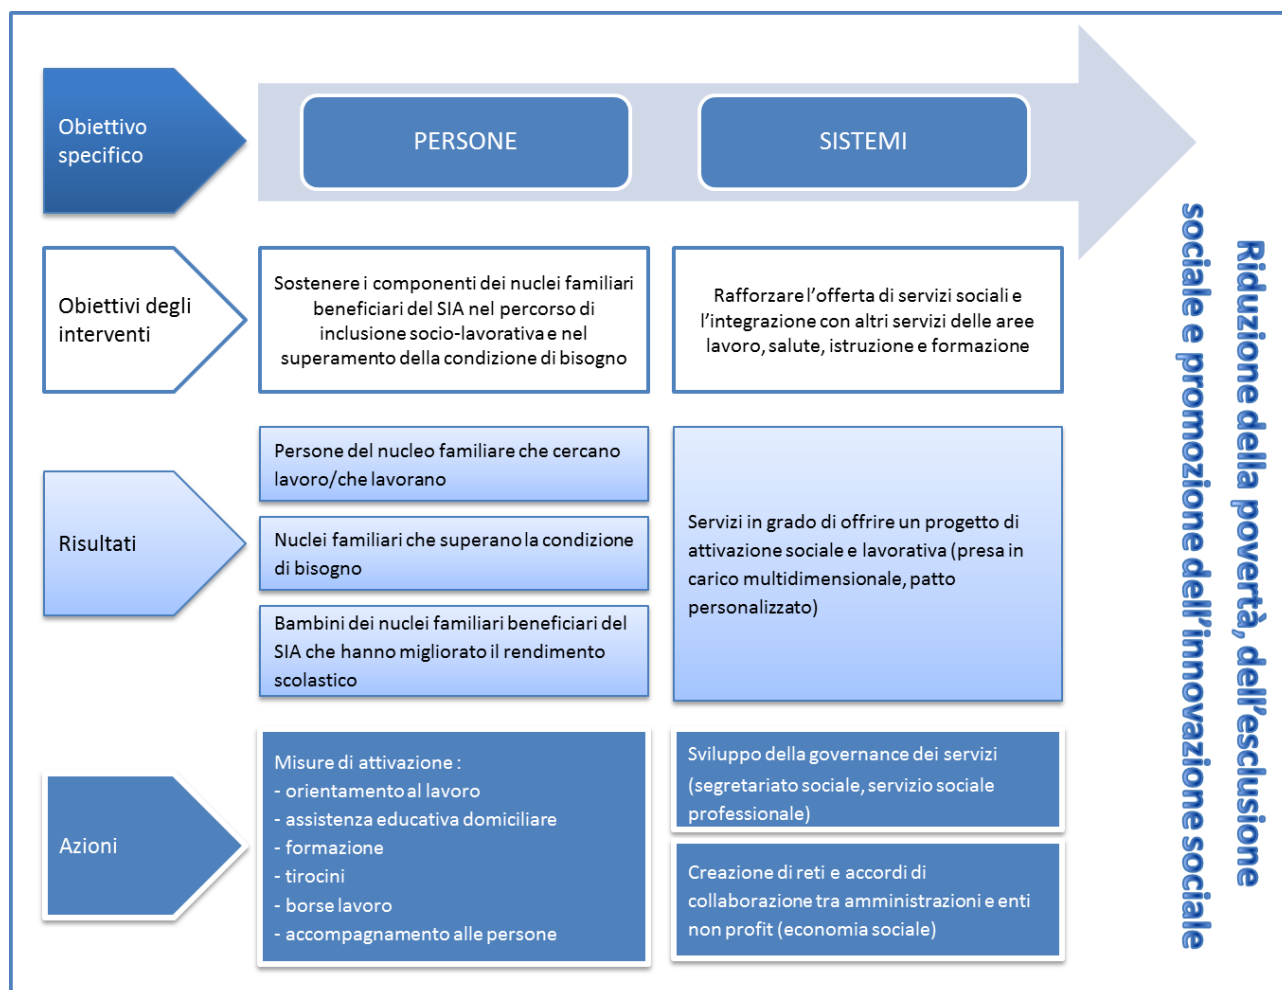 Obiettivo
specifico
PERSONE
SISTEMI
Obiettivi degli
interventi
Sostenere i componenti dei nuclei familiari
beneficiari del SIA nel percorso di
inclusione socio-lavorativa e nel
superamento della condizione di bisogno
Rafforzare l'offerta di servizi sociali e
l'integrazione con altri servizi delle aree
lavoro, salute, istruzione e formazione
Risultati
Persone del nucleo familiare che cercano
lavoro/che lavorano
Nuclei familiari che superano la condizione
di bisogno
Bambini dei nuclei familiari beneficiari del
SIA che hanno migliorato il rendimento
scolastico
Servizi in grado di offrire un progetto di
attivazione sociale e lavorativa (presa in
carico multidimensionale, patto
personalizzato)
Azioni
Misure di attivazione :
- orientamento al lavoro
- assistenza educativa domiciliare
- formazione
- tirocini
- borse lavoro
- accompagnamento alle persone
Sviluppo della governance dei servizi
(segretariato sociale, servizio sociale
professionale)
Creazione di reti e accordi di
collaborazione tra amministrazioni e enti
non profit (economia sociale)
Riduzione della povertà, dell'esclusione
sociale e promozione dell'innovazione sociale